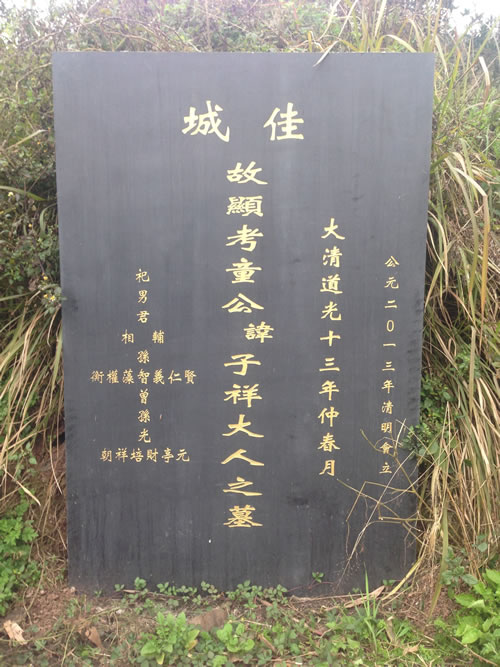 佳城
公元二0一三年清明會立
大清道光十三年仲春月
故顯考童公諱子祥大人之墓
祀男君
輔相
孫
賢仁義智藻權衡
曾孫光
元亨財培祥朝